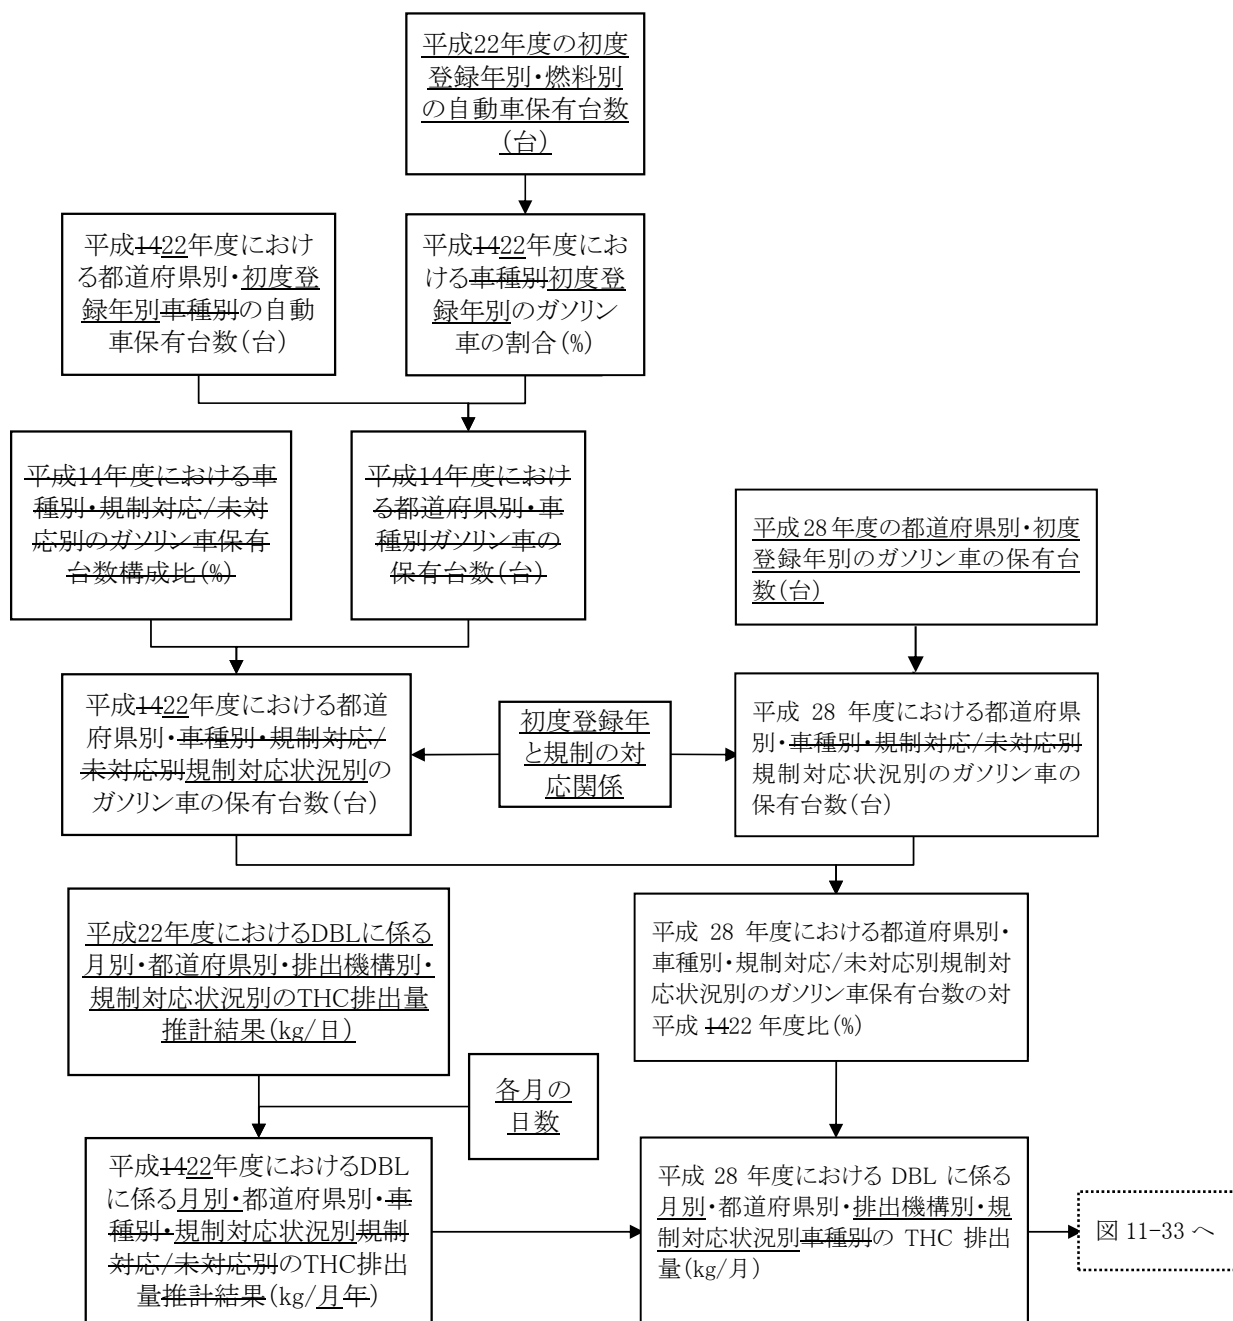 平成22年度の初度
登録年別・燃料別
の自動車保有台数
(台)
平成1422年度におけ
る都道府県別・初度登
録年別車種別の自動
車保有台数(台)
平成1422年度にお
ける車種別初度登
録年別のガソリン
車の割合(%)
平成14年度における車
種別・規制対応/未対
応別のガソリン車保有
台数構成比(%)
平成14年度におけ
る都道府県別・車
種別ガソリン車の
保有台数(台)
平成28年度の都道府県別・初度
登録年別のガソリン車の保有台
数(台)
平成1422年度における都道
府県別・車種別・規制対応/
未対応別規制対応状況別の
ガソリン車の保有台数(台)
初度登録年
と規制の対
応関係
平成 28 年度における都道府県
別・車種別・規制対応/未対応別
規制対応状況別のガソリン車の
保有台数(台)
平成22年度におけるDBLに係る
月別・都道府県別・排出機構別・
規制対応状況別のTHC排出量
推計結果(kg/日)
平成 28 年度における都道府県別・
車種別・規制対応/未対応別規制対
応状況別のガソリン車保有台数の対
平成 1422 年度比(%)
各月の
日数
平成1422年度におけるDBL
に係る月別・都道府県別・車
種別・規制対応状況別規制
対応/未対応別のTHC排出
量推計結果(kg/月年)
平成 28 年度における DBL に係る
月別・都道府県別・排出機構別・規
制対応状況別車種別の THC 排出
量(kg/月)
図 11-33 へ